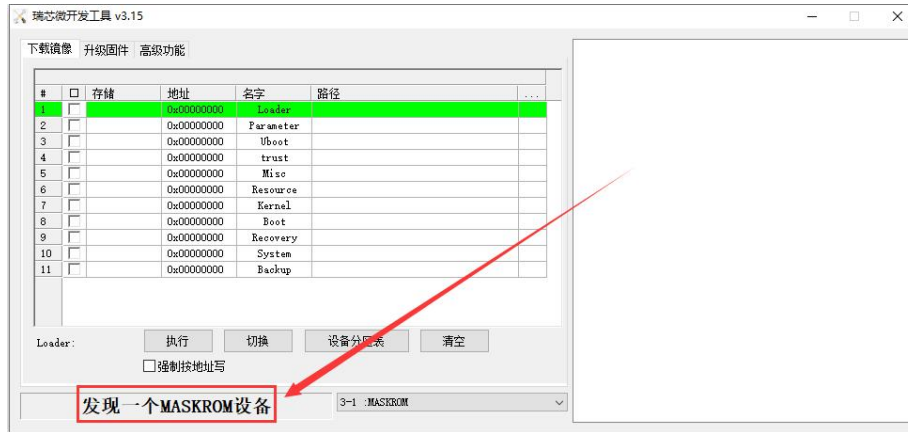 瑞芯微开发工具 v3.15
下载镜像 升级固件 高级功能
# 存储 地址 名字 路径 ...
1 0x00000000 Loader
2 0x00000000 Parameter
3 0x00000000 Uboot
4 0x00000000 trust
5 0x00000000 Misc
6 0x00000000 Resource
7 0x00000000 Kernel
8 0x00000000 Boot
9 0x00000000 Recovery
10 0x00000000 System
11 0x00000000 Backup
Loader: 执行 切换 设备分区表 清空
强制按地址写
发现一个MASKROM设备 3-1 :MASKROM